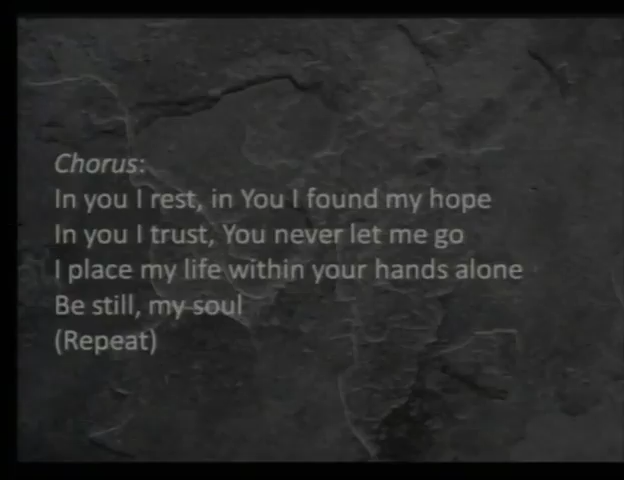 Chorus:
In you I rest, in You I found my hope
In you I trust, You never let me go
I place my life within your hands alone
Be still, my soul
(Repeat)